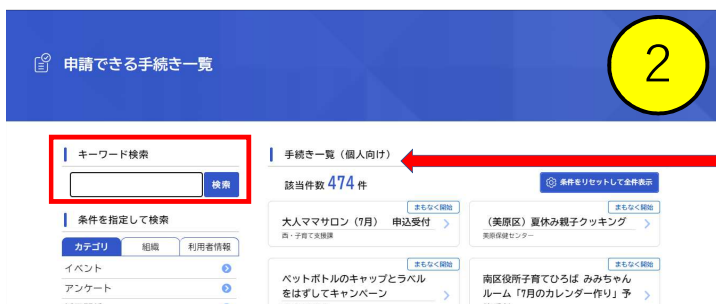 申請できる手続き一覧
2
キーワード検索
検索
条件を指定して検索
カテゴリ
組織
利用者情報
イベント
アンケート
手続き一覧（個人向け）
該当件数 474 件
条件をリセットして全件表示
まもなく開始
大人ママサロン（7月）　申込受付
西・子育て支援課
まもなく開始
（美原区）夏休み親子クッキング
美原保健センター
まもなく開始
ペットボトルのキャップとラベル
をはずしてキャンペーン
まもなく開始
南区役所子育てひろば みみちゃん
ルーム「7月のカレンダー作り」予